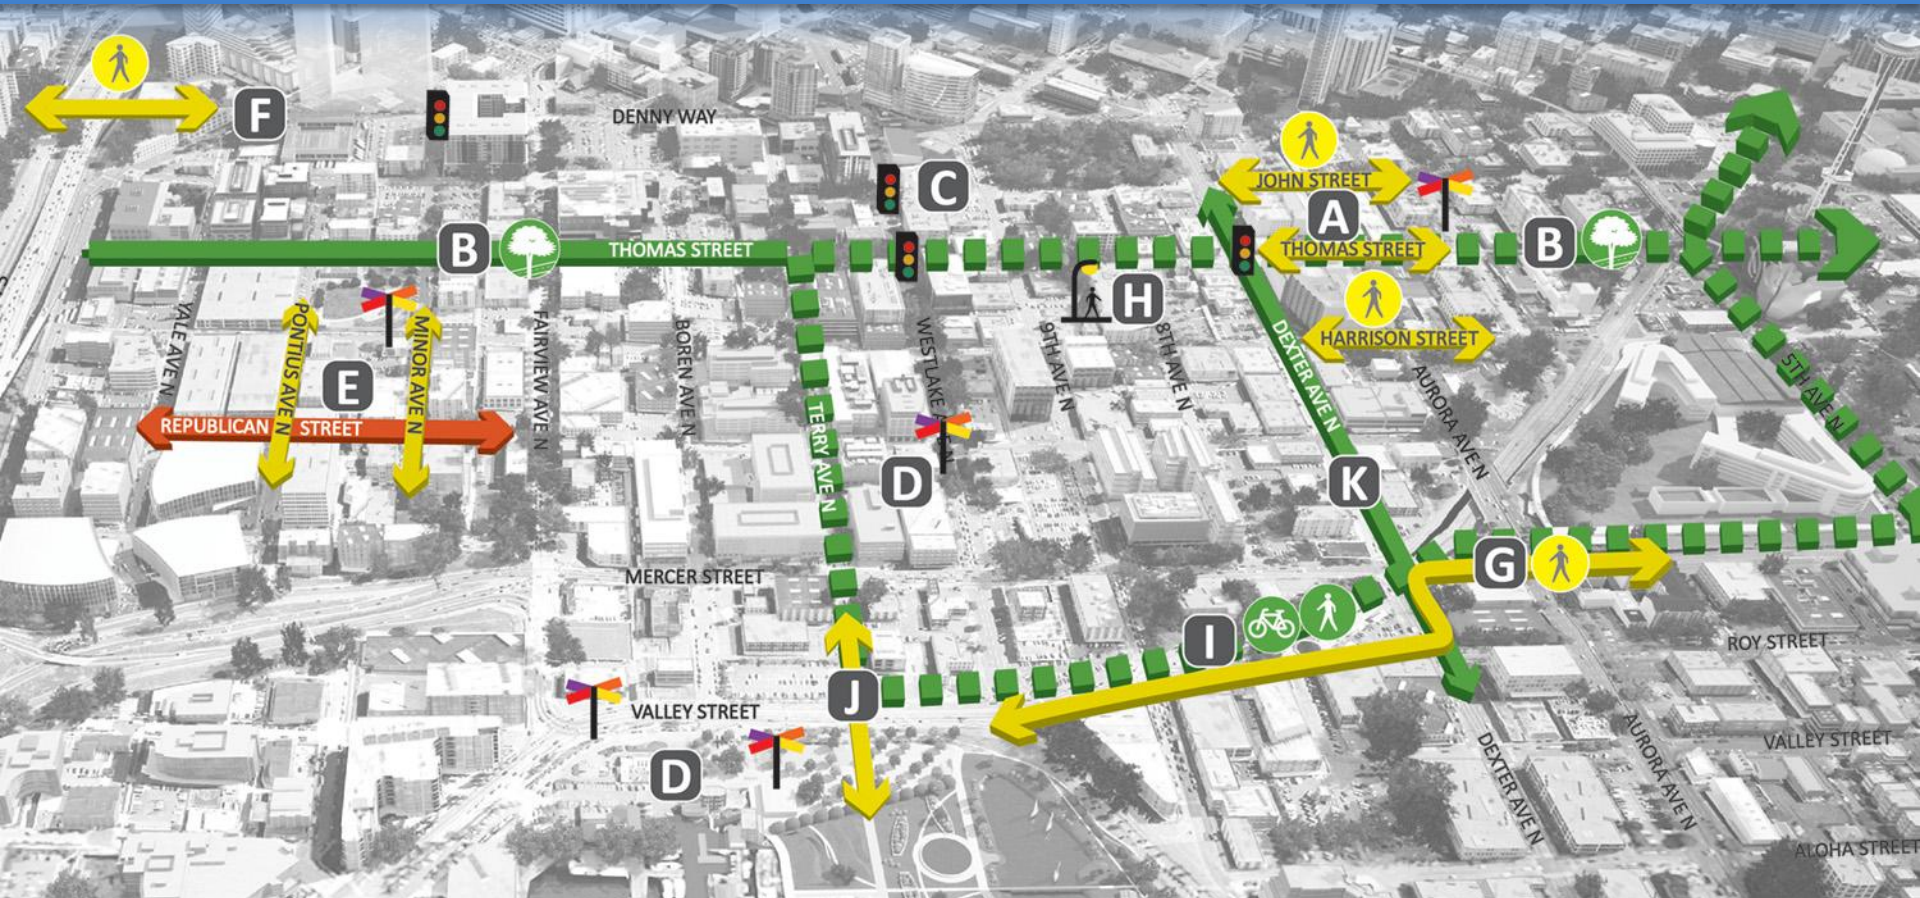 F
DENNY WAY
C
JOHN STREET
A
B
THOMAS STREET
THOMAS STREET
B
H
HARRISON STREET
YALE AVE N
PONTIUS AVE N
MINOR AVE N
FAIRVIEW AVE N
BOREN AVE N
WESTLAKE
9TH AVE N
8TH AVE N
DEXTER AVE N
AURORA AVE N
5TH AVE N
E
REPUBLICAN STREET
TERRY AVE N
D
K
MERCER STREET
G
I
ROY STREET
J
VALLEY STREET
D
DEXTER AVE N
AURORA AVE N
VALLEY STREET
ALOHA STREET